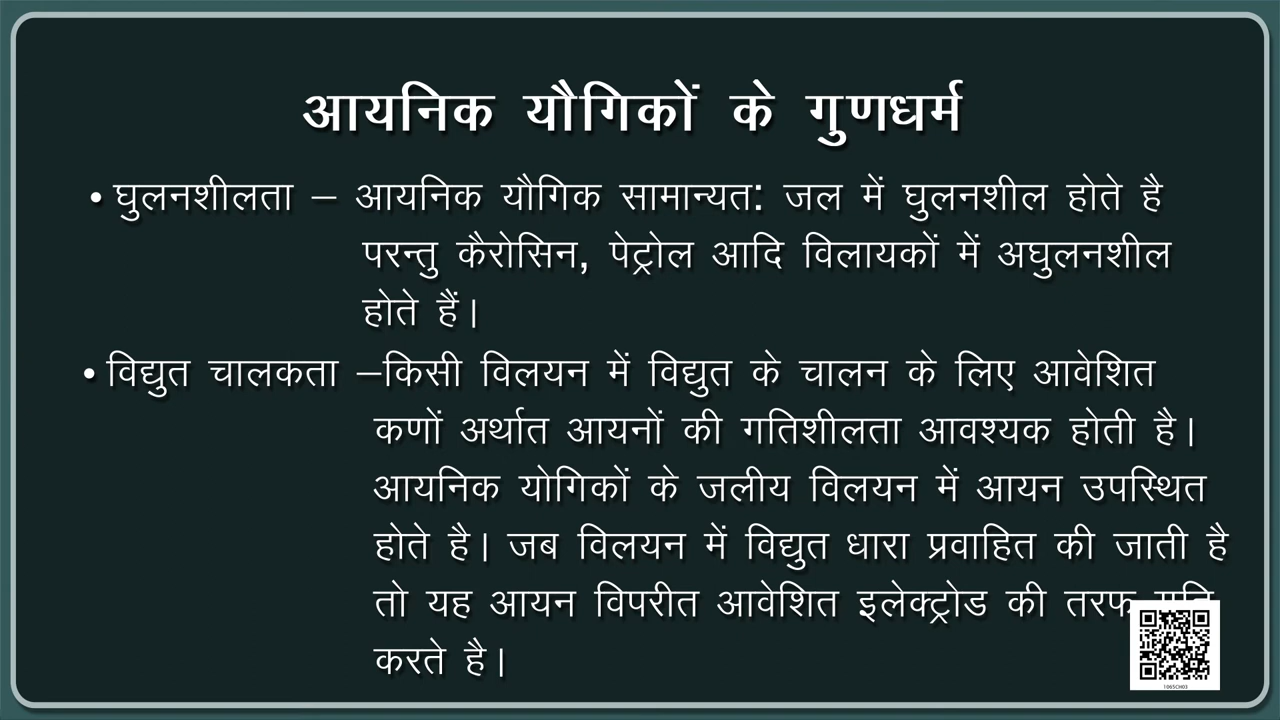 आयनिक यौगिकों के गुणधर्म
• घुलनशीलता – आयनिक यौगिक सामान्यत: जल में घुलनशील होते है
परन्तु कैरोसिन, पेट्रोल आदि विलायकों में अघुलनशील
होते हैं।
• विद्युत चालकता –किसी विलयन में विद्युत के चालन के लिए आवेशित
कणों अर्थात आयनों की गतिशीलता आवश्यक होती है।
आयनिक योगिकों के जलीय विलयन में आयन उपस्थित
होते है। जब विलयन में विद्युत धारा प्रवाहित की जाती है
तो यह आयन विपरीत आवेशित इलेक्ट्रोड की तरफ
करते है।
1065CH03